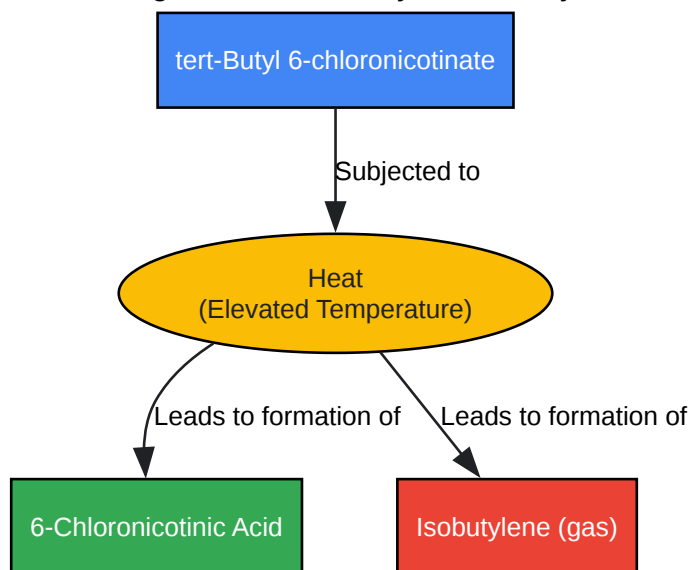 tert-Butyl 6-chloronicotinate
Subjected to
Heat
(Elevated Temperature)
Leads to formation of
Leads to formation of
6-Chloronicotinic Acid
Isobutylene (gas)